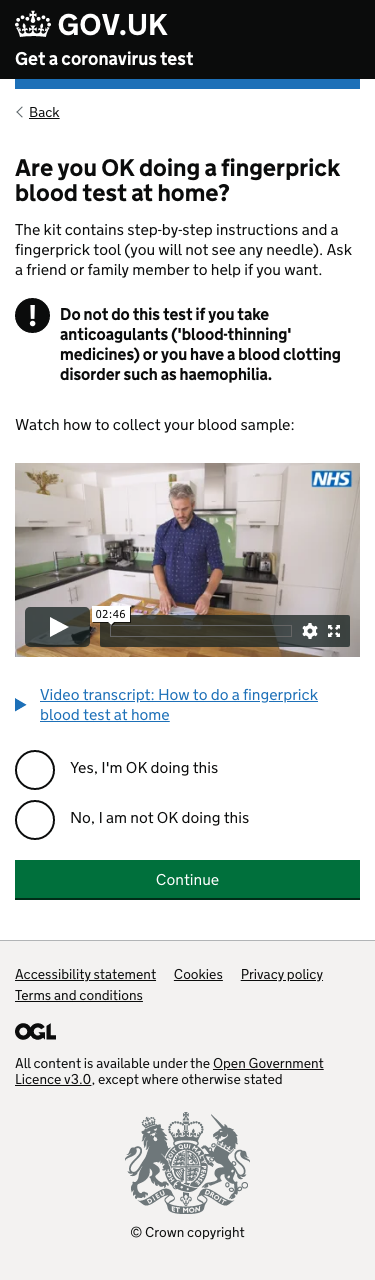 GOV.UK
Get a coronavirus test
Back
Are you OK doing a fingerprick
blood test at home?
The kit contains step-by-step instructions and a
fingerprick tool (you will not see any needle). Ask
a friend or family member to help if you want.
!
Do not do this test if you take
anticoagulants ('blood-thinning'
medicines) or you have a blood clotting
disorder such as haemophilia.
Watch how to collect your blood sample:
NHS
02:46
Video transcript: How to do a fingerprick
blood test at home
Yes, I'm OK doing this
No, I am not OK doing this
Continue
Accessibility statement Cookies Privacy policy
Terms and conditions
OGL
All content is available under the Open Government
Licence v3.0, except where otherwise stated
DIEU ET MON DROIT
© Crown copyright